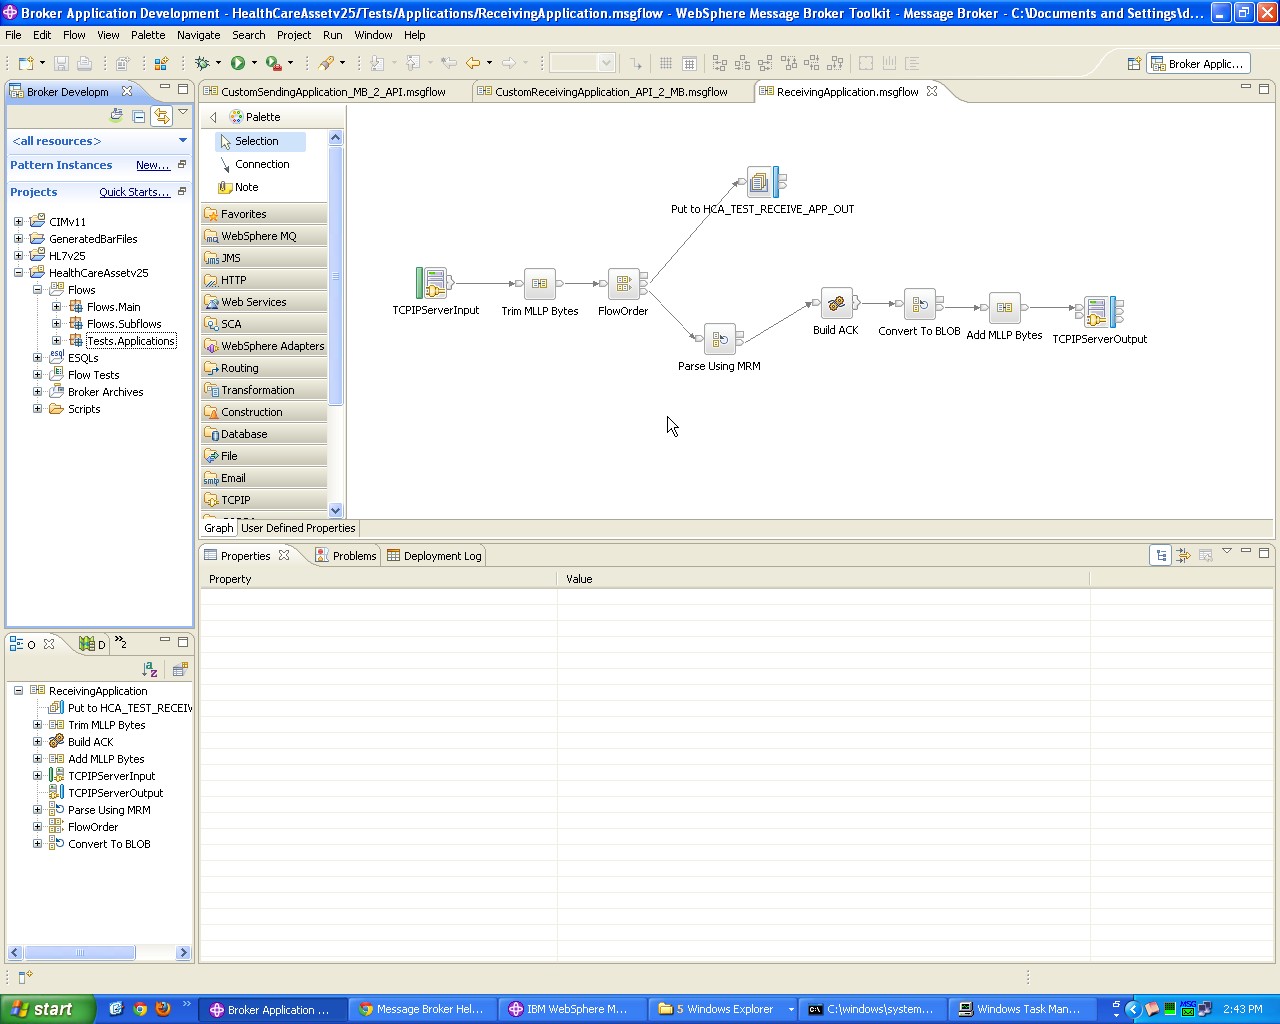 Broker Application Development - HealthCareAssetv25/Tests/Applications/ReceivingApplication.msgflow - WebSphere Message Broker Toolkit - Message Broker - C:\Documents and Settings\d...
File Edit Flow View Palette Navigate Search Project Run Window Help
Broker Applic...
Broker Developm
<all resources>
Pattern Instances New...
Projects Quick Starts...
CIMv11
GeneratedBarFiles
HL7v25
HealthCareAssetv25
Flows
Flows.Main
Flows.Subflows
Tests.Applications
esql ESQLs
Flow Tests
Broker Archives
Scripts
CustomSendingApplication_MB_2_API.msgflow
CustomReceivingApplication_API_2_MB.msgflow
ReceivingApplication.msgflow
Palette
Selection
Connection
Note
Favorites
mq WebSphere MQ
jms JMS
HTTP
Web Services
SCA
WebSphere Adapters
Routing
Transformation
Construction
Database
File
smtp Email
TCPIP
Put to HCA_TEST_RECEIVE_APP_OUT
TCPIPServerInput
Trim MLLP Bytes
FlowOrder
Parse Using MRM
Build ACK
Convert To BLOB
Add MLLP Bytes
TCPIPServerOutput
Graph User Defined Properties
Properties Problems Deployment Log
Property Value
O D »2
ReceivingApplication
Put to HCA_TEST_RECEIV
Trim MLLP Bytes
Build ACK
Add MLLP Bytes
TCPIPServerInput
TCPIPServerOutput
Parse Using MRM
FlowOrder
Convert To BLOB
start
Broker Application ...
Message Broker Hel...
IBM WebSphere M...
5 Windows Explorer
C:\windows\system...
Windows Task Man...
5
MSG
2:43 PM